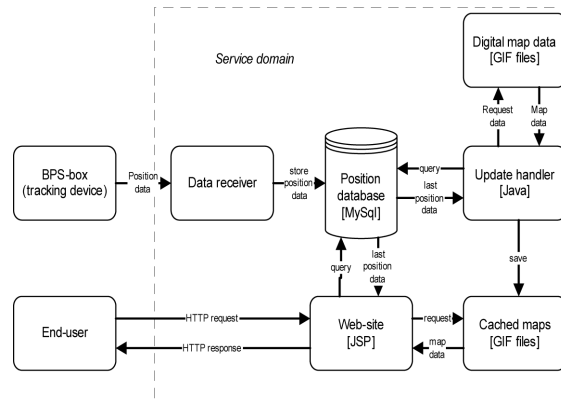 Service domain
Digital map data
[GIF files]
Request
data
Map
data
BPS-box
(tracking device)
Position
data
Data receiver
store
position
data
Position
database
[MySql]
query
last
position
data
Update handler
[Java]
query
last
position
data
save
End-user
HTTP request
HTTP response
Web-site
[JSP]
request
map
data
Cached maps
[GIF files]